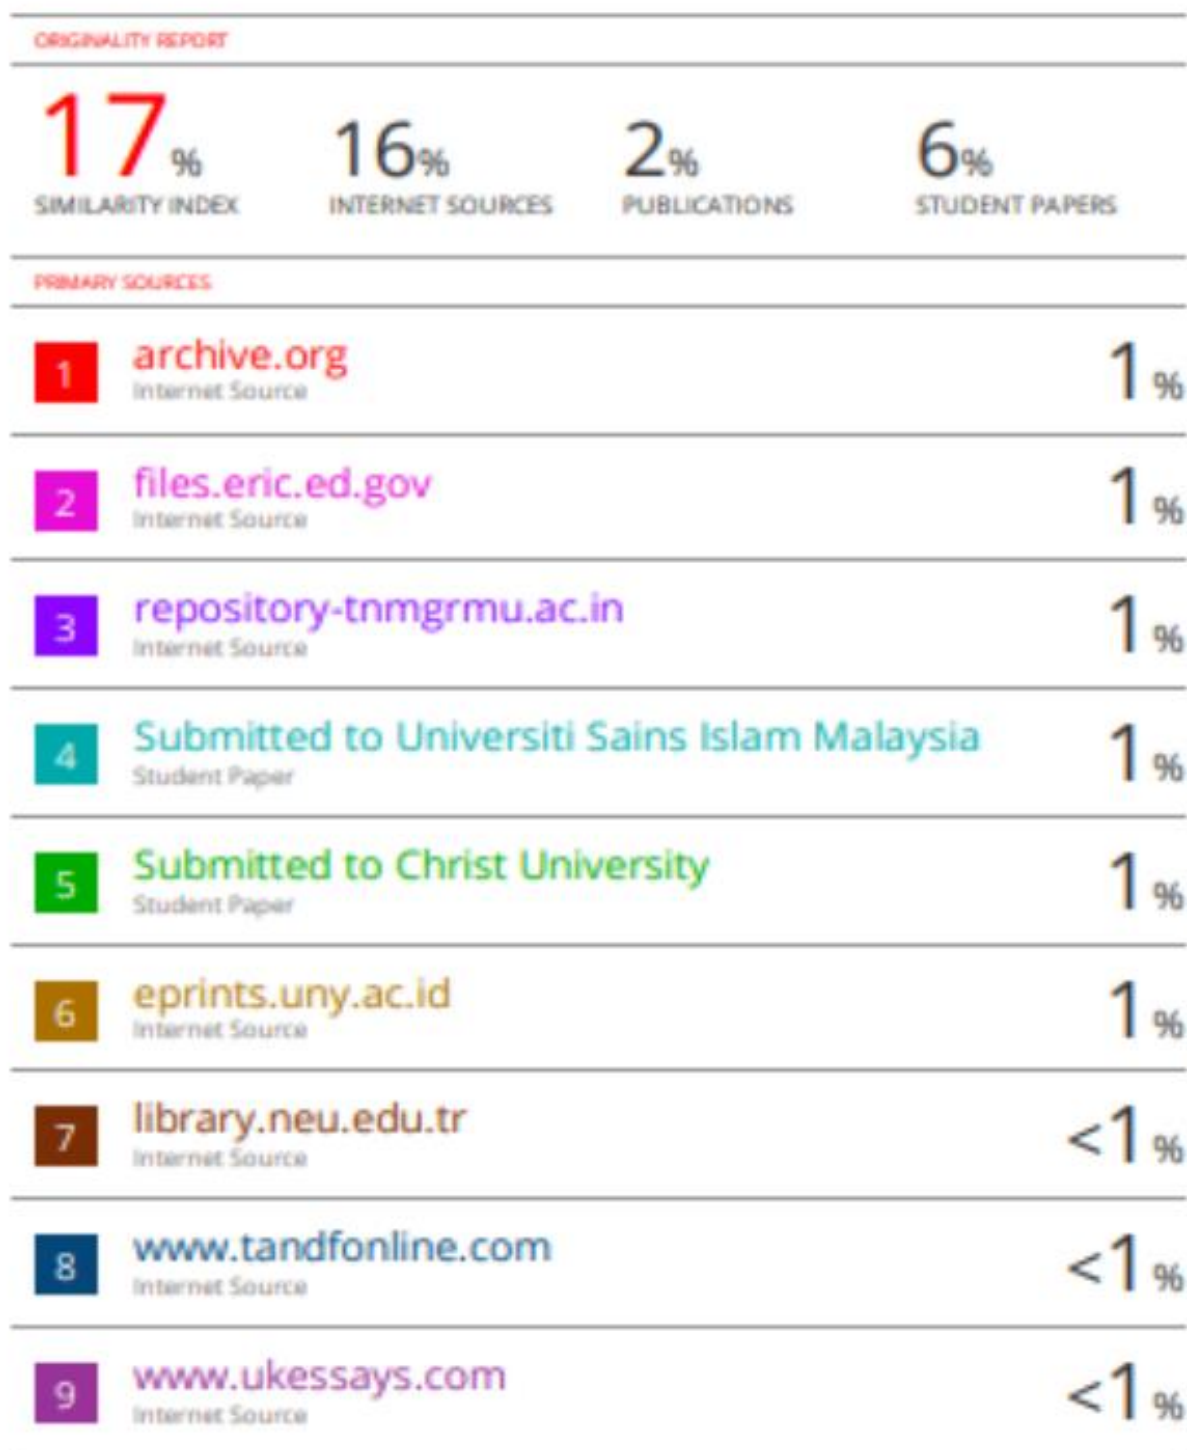 ORIGINALITY REPORT
17% 16% 2% 6%
SIMILARITY INDEX INTERNET SOURCES PUBLICATIONS STUDENT PAPERS
PRIMARY SOURCES
1 archive.org 1%
Internet Source
2 files.eric.ed.gov 1%
Internet Source
3 repository-tnmgrmu.ac.in 1%
Internet Source
4 Submitted to Universiti Sains Islam Malaysia 1%
Student Paper
5 Submitted to Christ University 1%
Student Paper
6 eprints.uny.ac.id 1%
Internet Source
7 library.neu.edu.tr <1%
Internet Source
8 www.tandfonline.com <1%
Internet Source
9 www.ukessays.com <1%
Internet Source